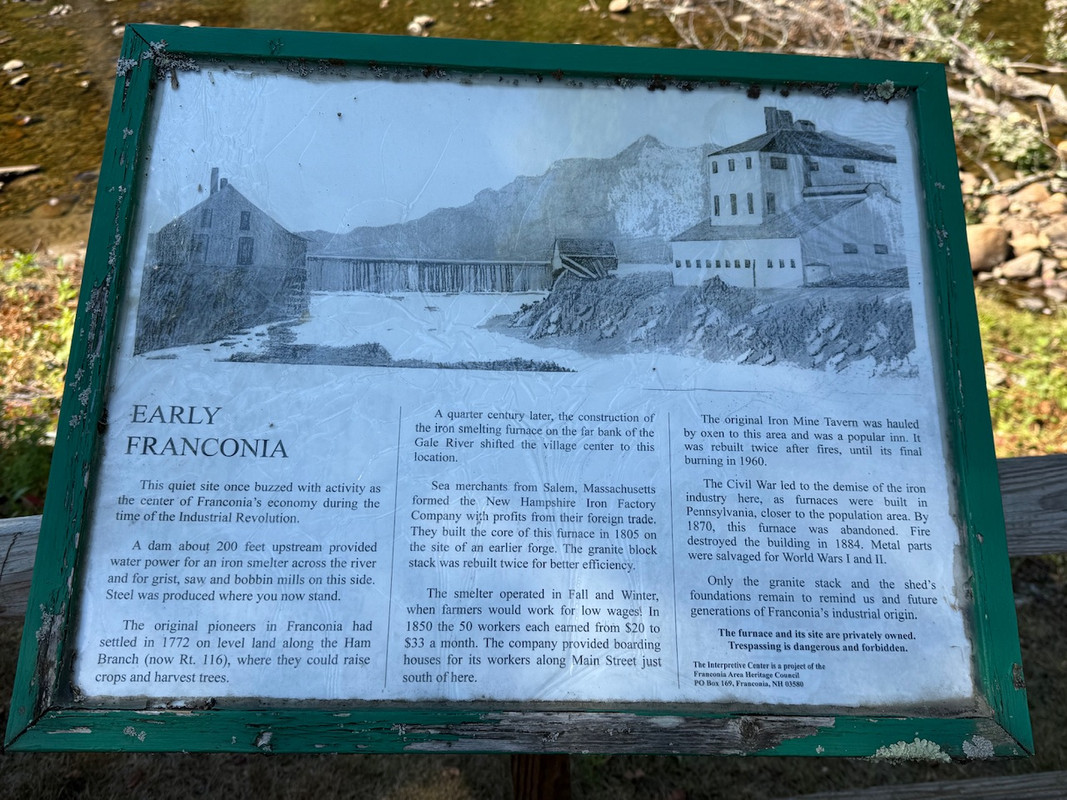 EARLY
FRANCONIA
This quiet site once buzzed with activity as
the center of Franconia's economy during the
time of the Industrial Revolution.
A dam about 200 feet upstream provided
water power for an iron smelter across the river
and for grist, saw and bobbin mills on this side.
Steel was produced where you now stand.
The original pioneers in Franconia had
settled in 1772 on level land along the Ham
Branch (now Rt. 116), where they could raise
crops and harvest trees.
A quarter century later, the construction of
the iron smelting furnace on the far bank of the
Gale River shifted the village center to this
location.
Sea merchants from Salem, Massachusetts
formed the New Hampshire Iron Factory
Company with profits from their foreign trade.
They built the core of this furnace in 1805 on
the site of an earlier forge. The granite block
stack was rebuilt twice for better efficiency.
The smelter operated in Fall and Winter,
when farmers would work for low wages! In
1850 the 50 workers each earned from $20 to
$33 a month. The company provided boarding
houses for its workers along Main Street just
south of here.
The original Iron Mine Tavern was hauled
by oxen to this area and was a popular inn. It
was rebuilt twice after fires, until its final
burning in 1960.
The Civil War led to the demise of the iron
industry here, as furnaces were built in
Pennsylvania, closer to the population area. By
1870, this furnace was abandoned. Fire
destroyed the building in 1884. Metal parts
were salvaged for World Wars I and II.
Only the granite stack and the shed's
foundations remain to remind us and future
generations of Franconia's industrial origin.
The furnace and its site are privately owned.
Trespassing is dangerous and forbidden.
The Interpretive Center is a project of the
Franconia Area Heritage Council
PO Box 169, Franconia, NH 03580